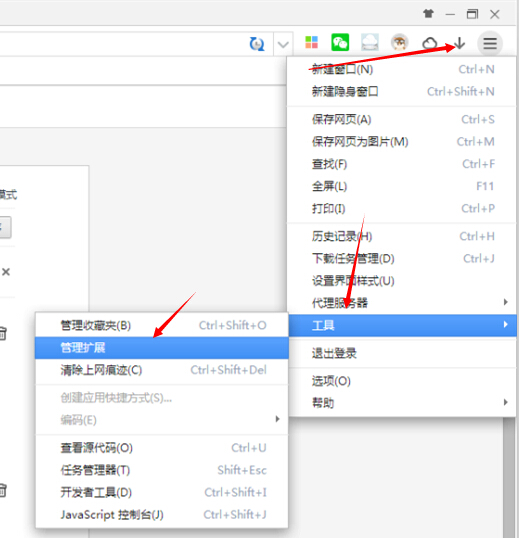 新建窗口(N) Ctrl+N
新建隐身窗口 Ctrl+Shift+N
保存网页(A) Ctrl+S
保存网页为图片(M) Ctrl+M
查找(F) Ctrl+F
全屏(L) F11
打印(I) Ctrl+P
历史记录(H) Ctrl+H
下载任务管理(D) Ctrl+J
设置界面样式(U)
代理服务器
工具
退出登录
选项(O)
帮助
模式
管理收藏夹(B) Ctrl+Shift+O
管理扩展
清除上网痕迹(C) Ctrl+Shift+Del
创建应用快捷方式(S)...
编码(E)
查看源代码(O) Ctrl+U
任务管理器(T) Shift+Esc
开发者工具(D) Ctrl+Shift+I
JavaScript 控制台(J) Ctrl+Shift+J